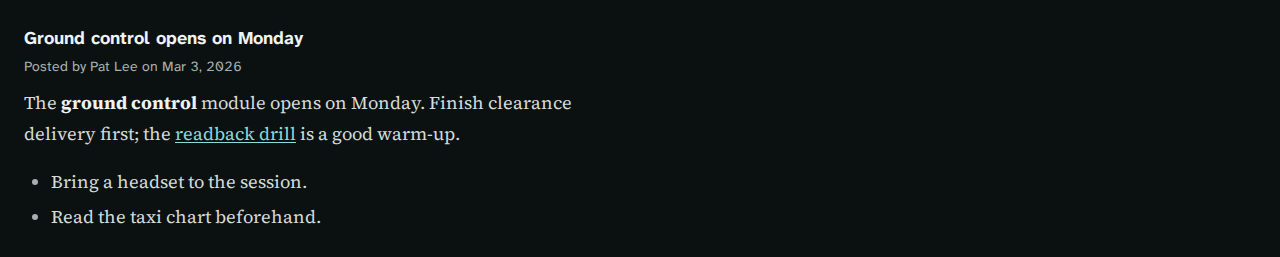 Ground control opens on Monday
Posted by Pat Lee on Mar 3, 2026
The ground control module opens on Monday. Finish clearance
delivery first; the readback drill is a good warm-up.
• Bring a headset to the session.
• Read the taxi chart beforehand.